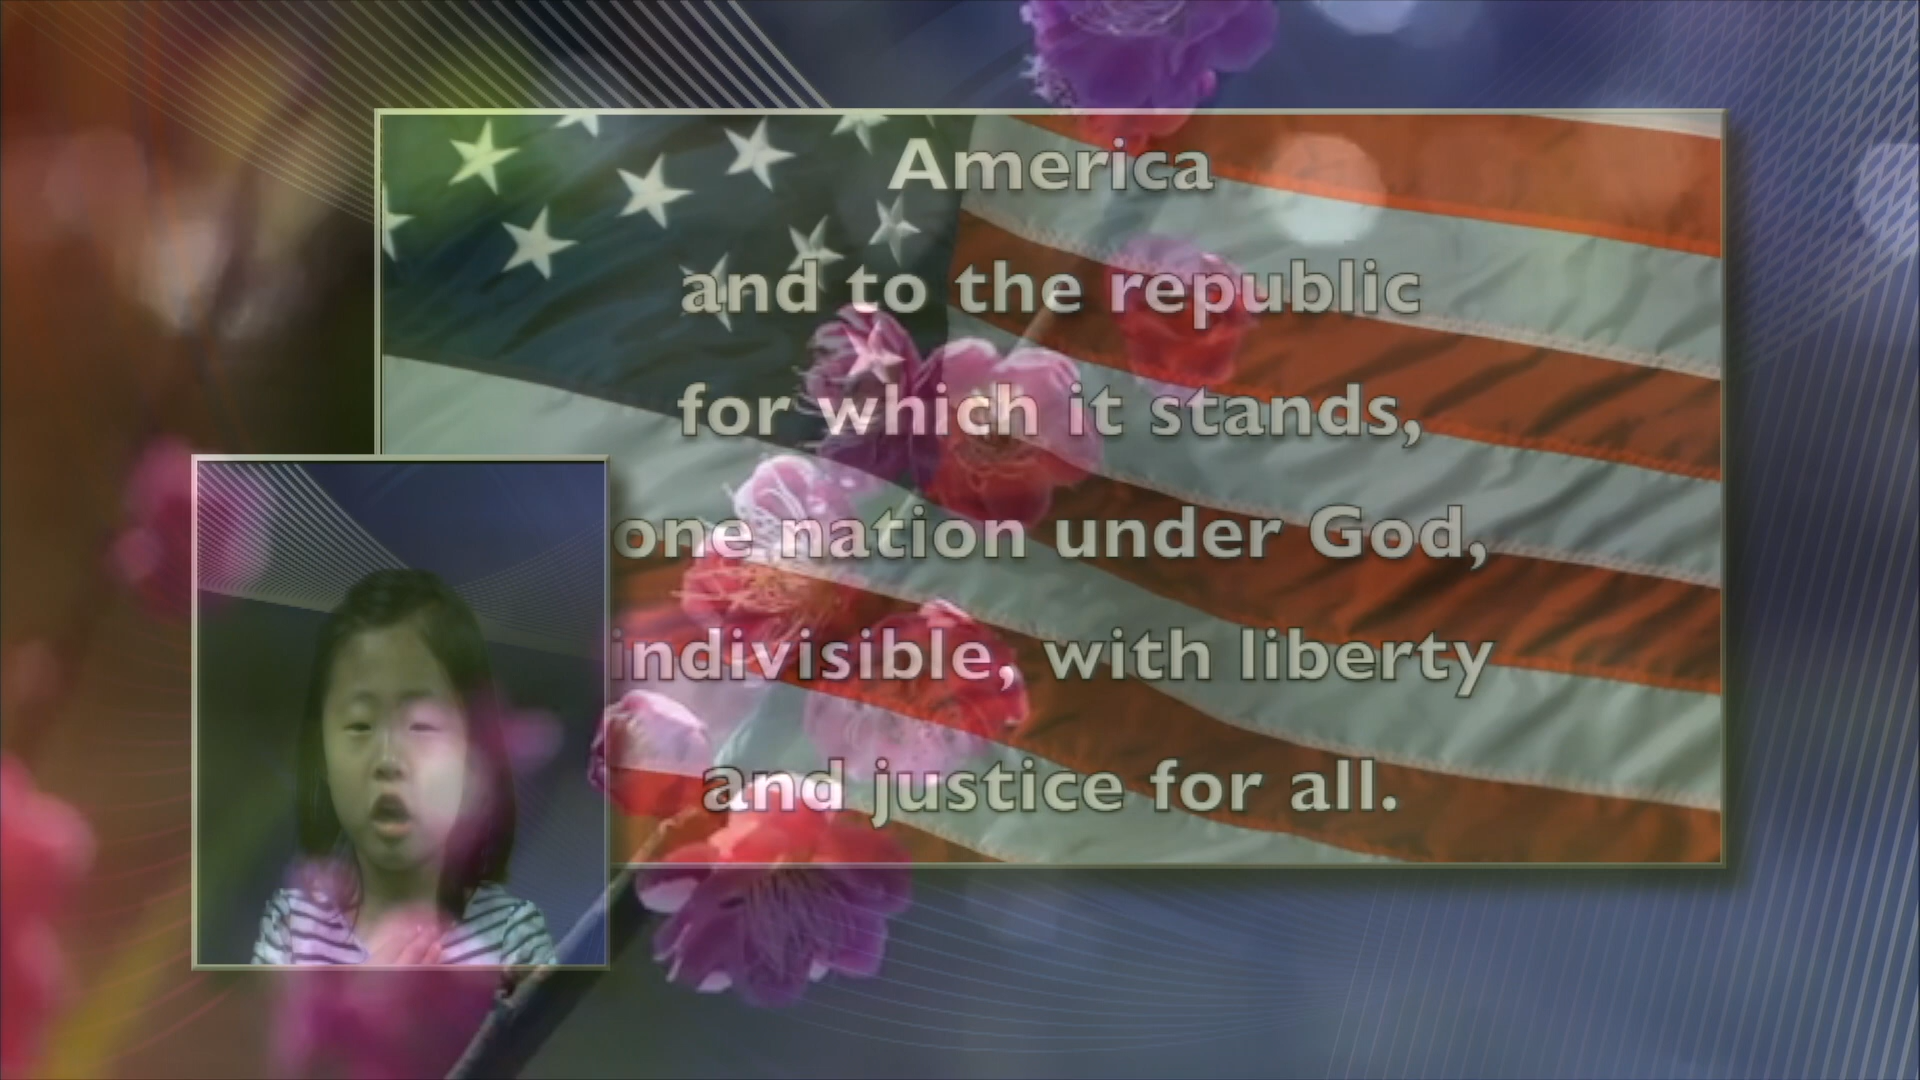 America
and to the republic
for which it stands,
one nation under God,
indivisible, with liberty
and justice for all.